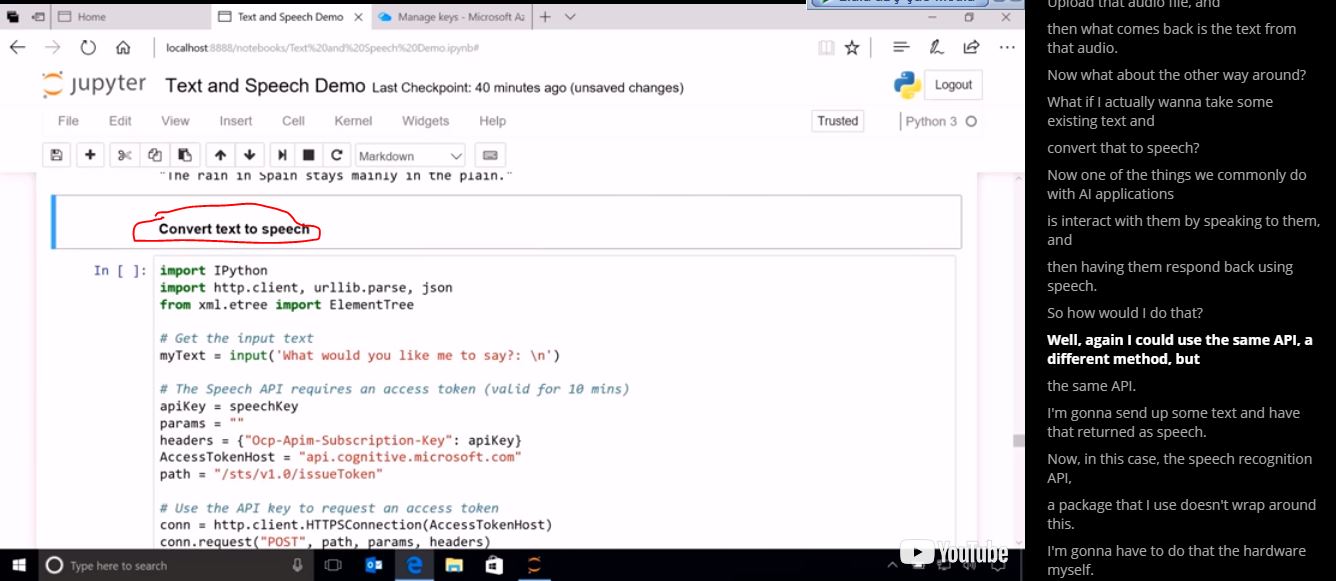 Home
Text and Speech Demo
Manage keys - Microsoft Az
localhost:8888/notebooks/Text%20and%20Speech%20Demo.ipynb#
jupyter Text and Speech Demo Last Checkpoint: 40 minutes ago (unsaved changes)
Logout
File Edit View Insert Cell Kernel Widgets Help
Trusted
Python 3
Markdown
"The rain in Spain stays mainly in the plain."
Convert text to speech
In [ ]: import IPython
import http.client, urllib.parse, json
from xml.etree import ElementTree
# Get the input text
myText = input('What would you like me to say?: \n')
# The Speech API requires an access token (valid for 10 mins)
apiKey = speechKey
params = ""
headers = {"Ocp-Apim-Subscription-Key": apiKey}
AccessTokenHost = "api.cognitive.microsoft.com"
path = "/sts/v1.0/issueToken"
# Use the API key to request an access token
conn = http.client.HTTPSConnection(AccessTokenHost)
conn.request("POST", path, params, headers)
Type here to search
YouTube
Upload that audio file, and
then what comes back is the text from
that audio.
Now what about the other way around?
What if I actually wanna take some
existing text and
convert that to speech?
Now one of the things we commonly do
with AI applications
is interact with them by speaking to them,
and
then having them respond back using
speech.
So how would I do that?
Well, again I could use the same API, a
different method, but
the same API.
I'm gonna send up some text and have
that returned as speech.
Now, in this case, the speech recognition
API,
a package that I use doesn't wrap around
this.
I'm gonna have to do that the hardware
myself.